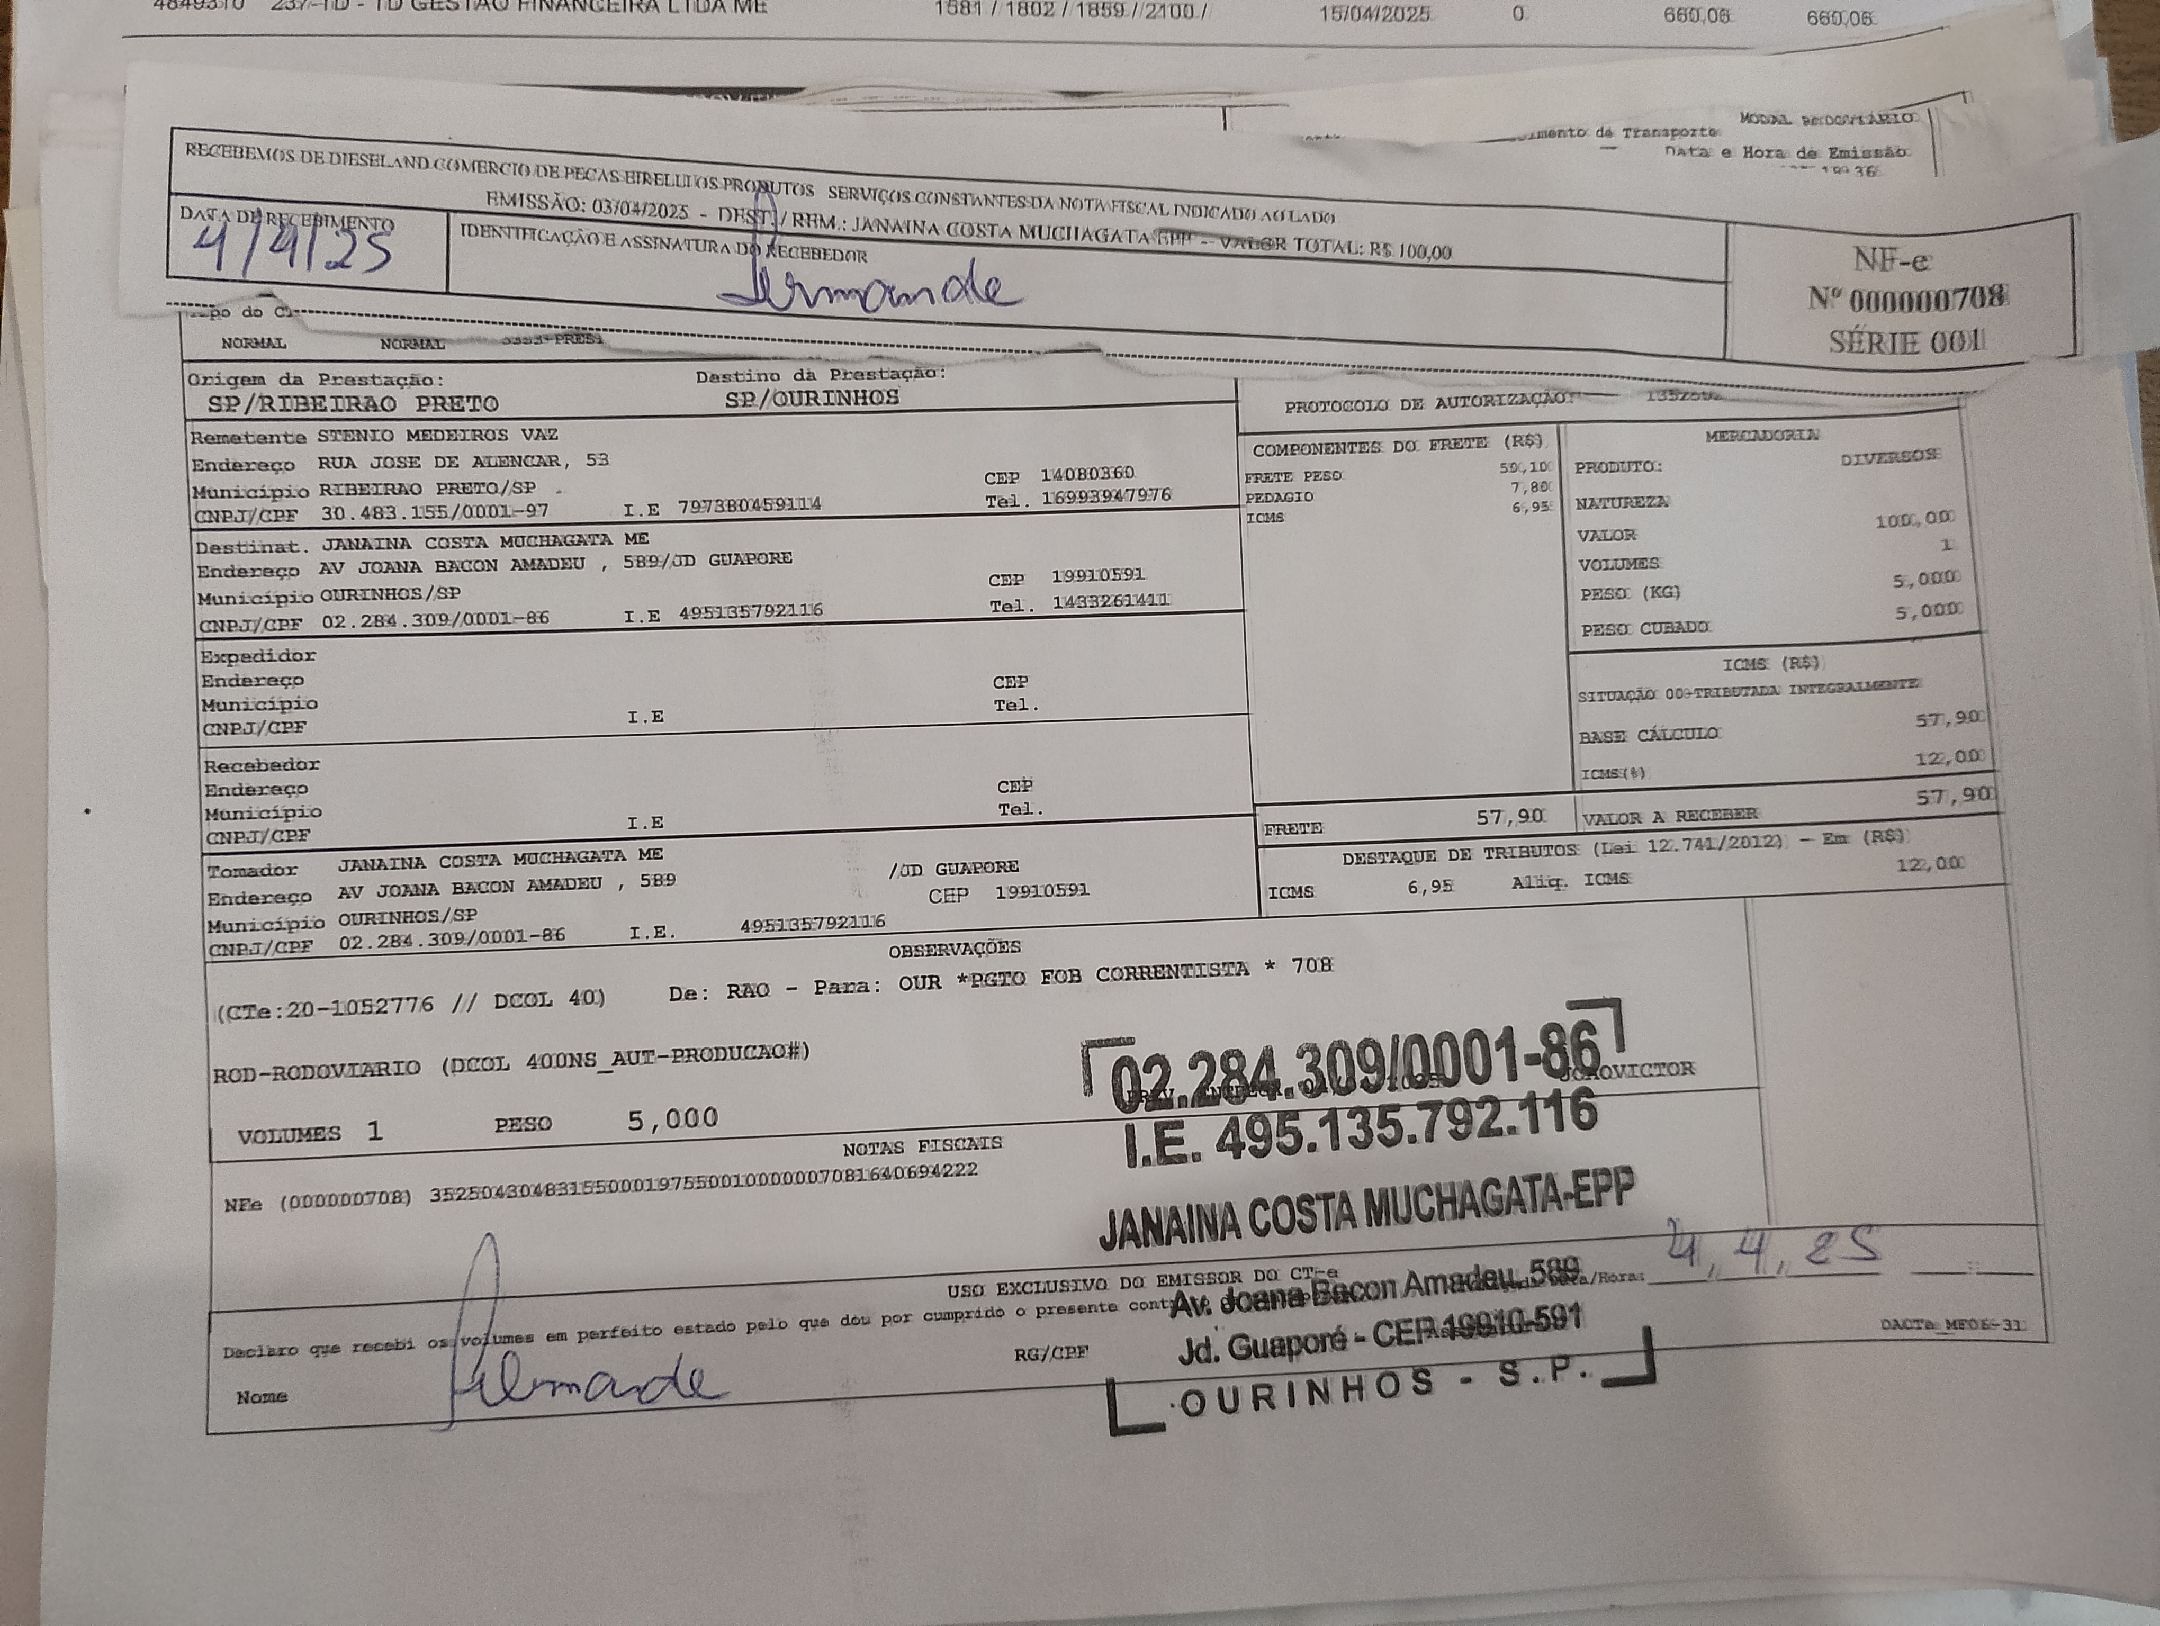 4849310 237-TD - TD GESTÃO FINANCEIRA LTDA ME 1581 / 1802 / 1859 / 2100 / 15/04/2025 0 660,06 660,06
MODAL RODOVIÁRIO
de Transporte
Data e Hora de Emissão
RECEBEMOS DE DIESELAND COMERCIO DE PECAS EIRELLI OS PRODUTOS SERVIÇOS CONSTANTES DA NOTA FISCAL INDICADO AO LADO
EMISSÃO: 03/04/2025 - DEST. / REM.: JANAINA COSTA MUCHAGATA EPP - VALOR TOTAL: R$ 100,00
DATA DE RECEBIMENTO
4/4/25
IDENTIFICAÇÃO E ASSINATURA DO RECEBEDOR
NF-e
Nº 000000708
SÉRIE 001
NORMAL NORMAL
Origem da Prestação: Destino da Prestação:
SP/RIBEIRAO PRETO SP/OURINHOS
PROTOCOLO DE AUTORIZAÇÃO:
Remetente STENIO MEDEIROS VAZ
Endereço RUA JOSE DE ALENCAR, 53 CEP 14080360
Município RIBEIRAO PRETO/SP Tel. 16993947976
CNPJ/CPF 30.483.155/0001-97 I.E 797380459114
Destinat. JANAINA COSTA MUCHAGATA ME
Endereço AV JOANA BACON AMADEU , 589/JD GUAPORE CEP 19910591
Município OURINHOS/SP Tel. 1433261411
CNPJ/CPF 02.284.309/0001-86 I.E 495135792116
Expedidor
Endereço CEP
Município Tel.
CNPJ/CPF I.E
Recebedor
Endereço CEP
Município Tel.
CNPJ/CPF I.E
Tomador JANAINA COSTA MUCHAGATA ME /JD GUAPORE
Endereço AV JOANA BACON AMADEU , 589 CEP 19910591
Município OURINHOS/SP
CNPJ/CPF 02.284.309/0001-86 I.E. 495135792116
COMPONENTES DO FRETE (R$)
FRETE PESO 50,10
PEDAGIO 7,80
ICMS 6,95
MERCADORIA
PRODUTO: DIVERSOS
NATUREZA
VALOR 100,00
VOLUMES 1
PESO (KG) 5,000
PESO CUBADO 5,000
ICMS (R$)
SITUAÇÃO 00-TRIBUTADA INTEGRALMENTE
BASE CÁLCULO 57,90
ICMS(%) 12,00
FRETE 57,90 VALOR A RECEBER 57,90
DESTAQUE DE TRIBUTOS (Lei 12.741/2012) - Em (R$)
ICMS 6,95 Aliq. ICMS 12,00
OBSERVAÇÕES
(CTe:20-1052776 // DCOL 40) De: RAO - Para: OUR *PGTO FOB CORRENTISTA * 708
ROD-RODOVIARIO (DCOL 400NS_AUT-PRODUCAO#)
VOLUMES 1 PESO 5,000
NOTAS FISCAIS
NFe (000000708) 35250430483155000197550010000007081640694222
02.284.309/0001-86
I.E. 495.135.792.116
JANAINA COSTA MUCHAGATA-EPP
Av. Joana Bacon Amadeu, 589
Jd. Guaporé - CEP 19910-591
OURINHOS - S.P.
USO EXCLUSIVO DO EMISSOR DO CT-e
Declaro que recebi os volumes em perfeito estado pelo que dou por cumprido o presente
/Hora: 4,4,25
Nome RG/CPF